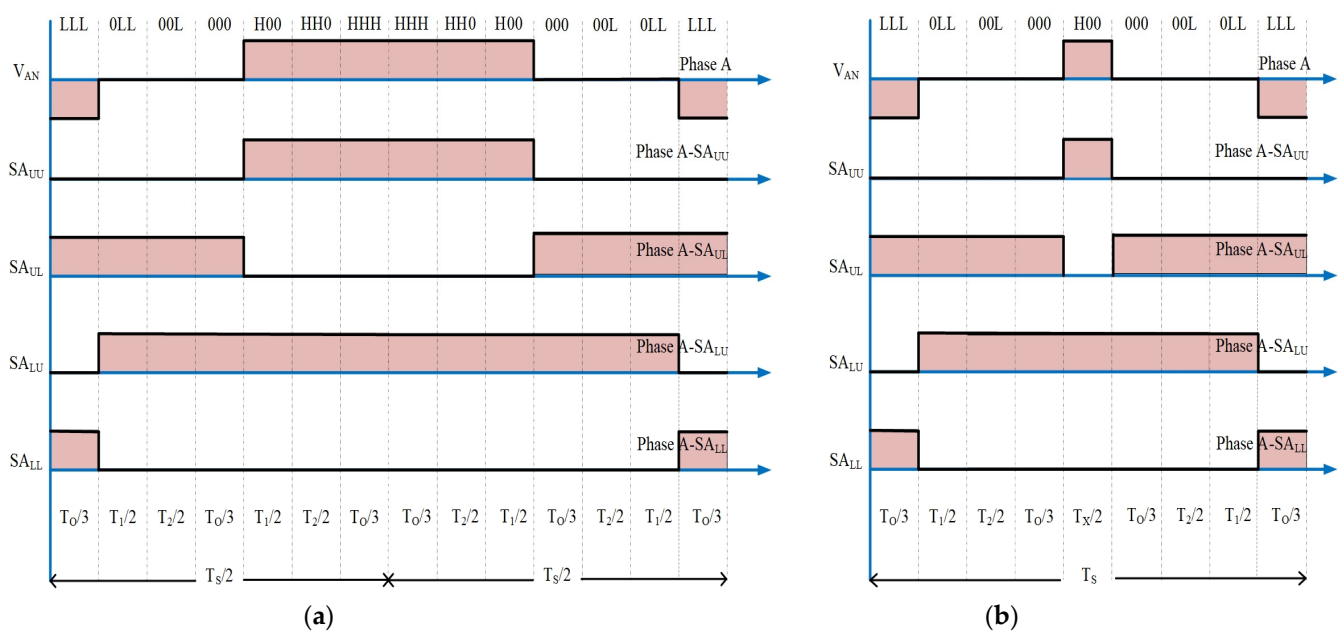 LLL 0LL 00L 000 H00 HH0 HHH HHH HH0 H00 000 00L 0LL LLL
V_AN Phase A
SA_UU Phase A-SA_UU
SA_UL Phase A-SA_UL
SA_LU Phase A-SA_LU
SA_LL Phase A-SA_LL
T_O/3 T_1/2 T_2/2 T_O/3 T_1/2 T_2/2 T_O/3 T_O/3 T_2/2 T_1/2 T_O/3 T_2/2 T_1/2 T_O/3
T_S/2 T_S/2
(a)
LLL 0LL 00L 000 H00 000 00L 0LL LLL
V_AN Phase A
SA_UU Phase A-SA_UU
SA_UL Phase A-SA_UL
SA_LU Phase A-SA_LU
SA_LL Phase A-SA_LL
T_O/3 T_1/2 T_2/2 T_O/3 T_X/2 T_O/3 T_2/2 T_1/2 T_O/3
T_S
(b)